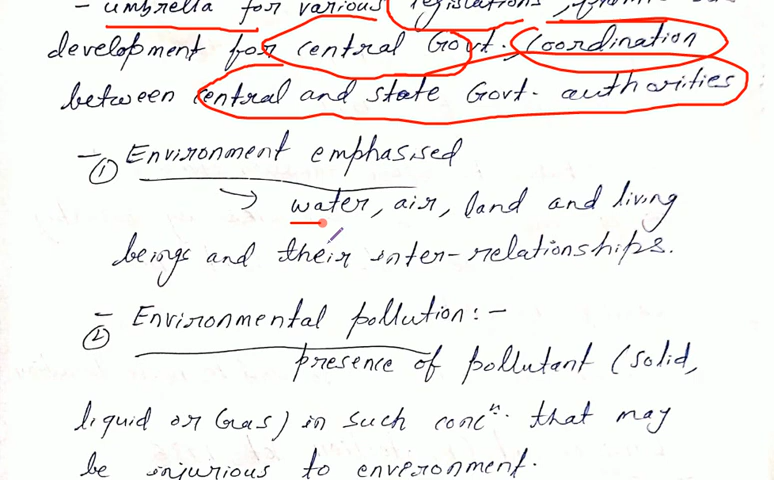 - umbrella for various legislations,
development for central Govt. coordination
between central and state Govt. authorities
- ① Environment emphasised
→ water, air, land and living
beings and their inter-relationships.
- ② Environmental pollution : -
presence of pollutant (solid,
liquid or Gas) in such concⁿ. that may
be injurious to environment.